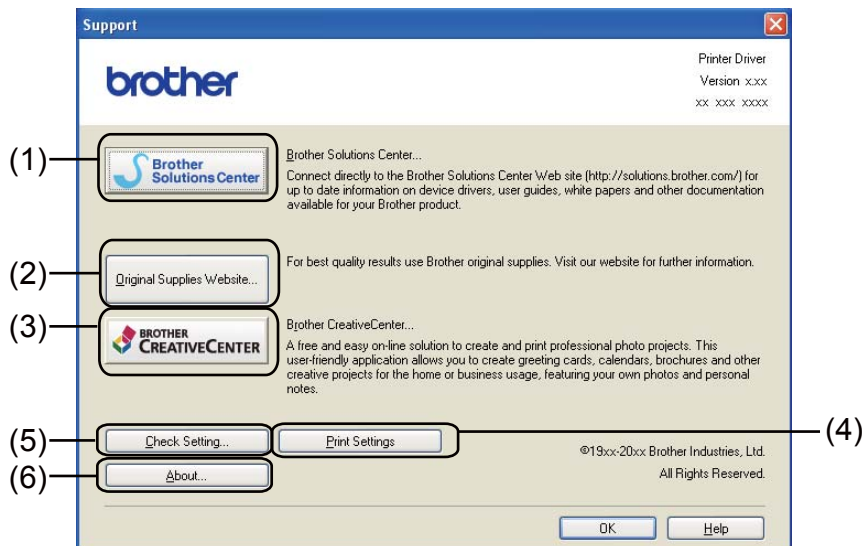 Support
brother
Printer Driver
Version x.xx
xx xxx xxxx
(1)
Brother
Solutions Center
Brother Solutions Center...
Connect directly to the Brother Solutions Center Web site (http://solutions.brother.com/) for
up to date information on device drivers, user guides, white papers and other documentation
available for your Brother product.
(2)
Original Supplies Website...
For best quality results use Brother original supplies. Visit our website for further information.
(3)
BROTHER
CREATIVECENTER
Brother CreativeCenter...
A free and easy on-line solution to create and print professional photo projects. This
user-friendly application allows you to create greeting cards, calendars, brochures and other
creative projects for the home or business usage, featuring your own photos and personal
notes.
(5)
Check Setting...
Print Settings
(4)
©19xx-20xx Brother Industries, Ltd.
(6)
About...
All Rights Reserved.
OK
Help